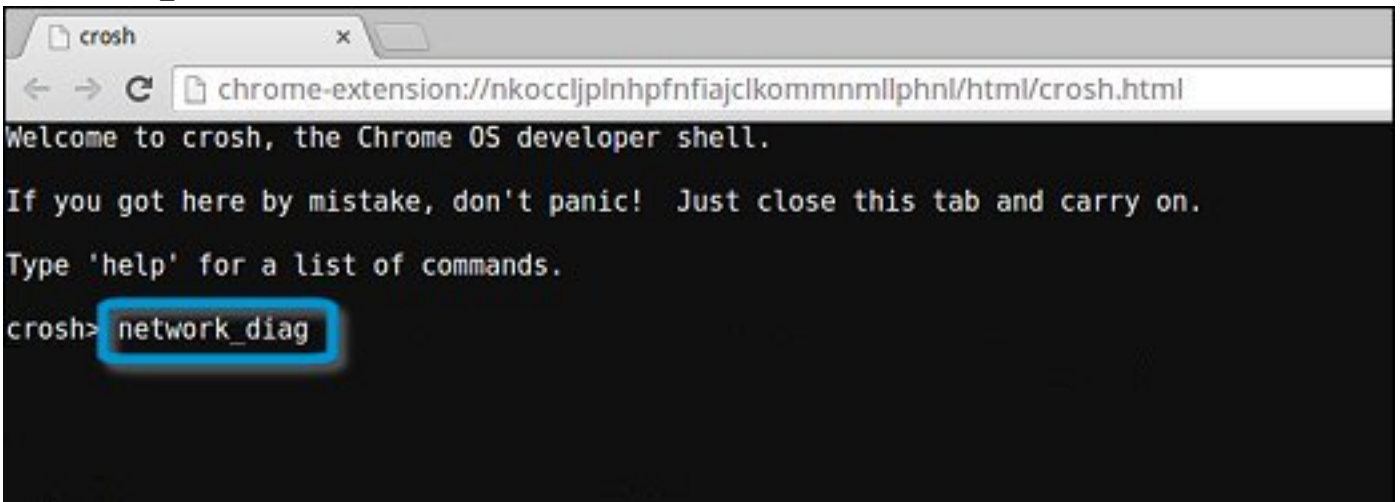 crosh
chrome-extension://nkoccljplnhpfnfiajclkommnmllphnl/html/crosh.html
Welcome to crosh, the Chrome OS developer shell.
If you got here by mistake, don't panic!  Just close this tab and carry on.
Type 'help' for a list of commands.
crosh> network_diag